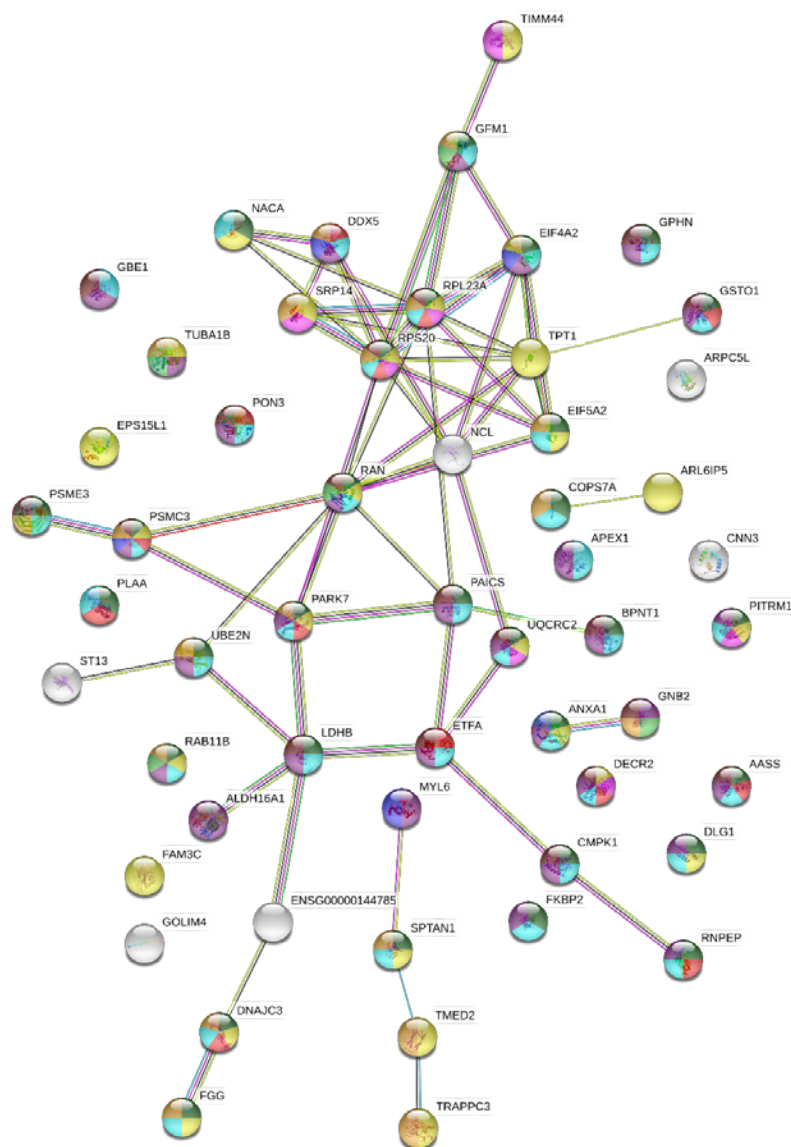 TIMM44
GFM1
NACA
DDX5
EIF4A2
GPHN
GBE1
SRP14
RPL23A
GSTO1
TUBA1B
RPS20
TPT1
ARPC5L
PON3
EPS15L1
NCL
EIF5A2
RAN
COPS7A
ARL6IP5
PSME3
PSMC3
APEX1
CNN3
PLAA
PARK7
PAICS
BPNT1
PITRM1
UBE2N
UQCRC2
ST13
ANXA1
GNB2
RAB11B
LDHB
ETFA
DECR2
AASS
ALDH16A1
MYL6
CMPK1
DLG1
FAM3C
ENSG00000144785
FKBP2
GOLIM4
SPTAN1
RNPEP
DNAJC3
TMED2
FGG
TRAPPC3